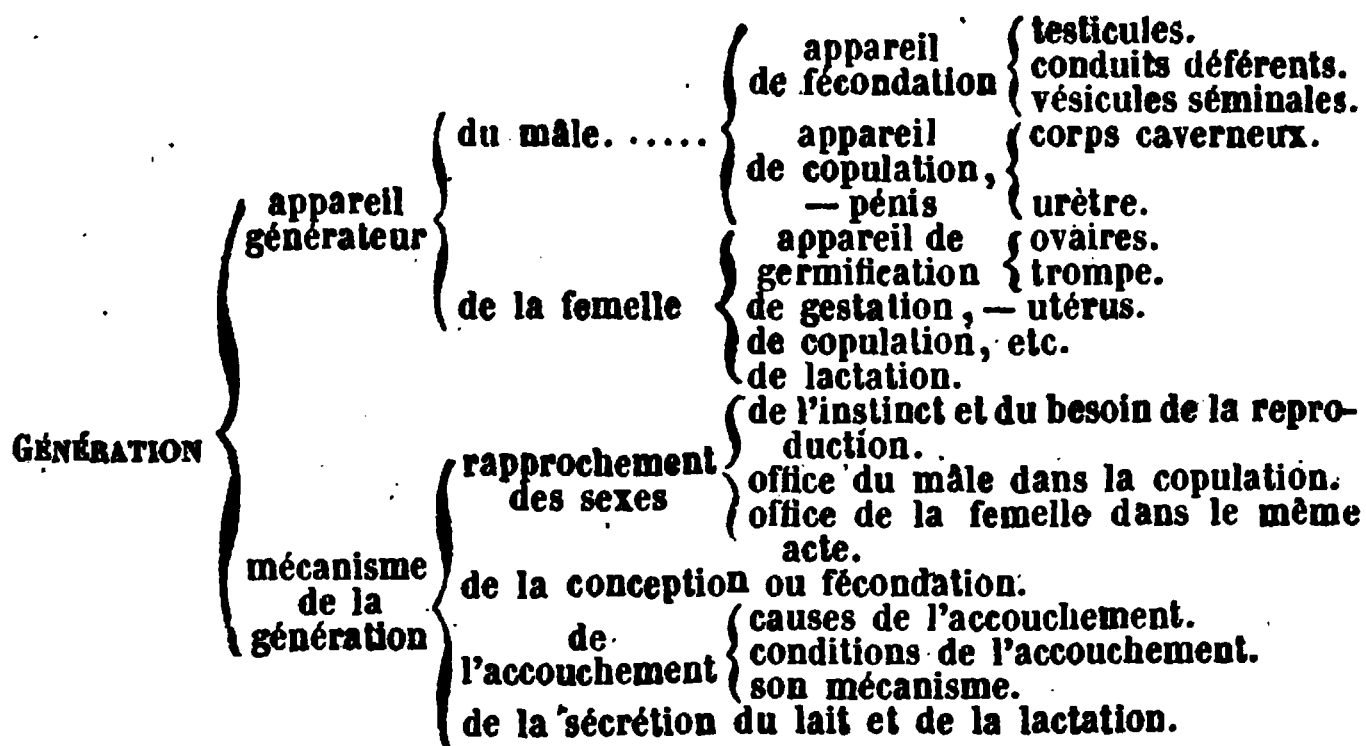 GÉNÉRATION
appareil
générateur
du mâle. .....
appareil
de fécondation
testicules.
conduits déférents.
vésicules séminales.
appareil
de copulation,
— pénis
corps caverneux.
urètre.
de la femelle
appareil de
germification
ovaires.
trompe.
de gestation, — utérus.
de copulation, etc.
de lactation.
mécanisme
de la
génération
rapprochement
des sexes
de l'instinct et du besoin de la repro-
duction.
office du mâle dans la copulation.
office de la femelle dans le même
acte.
de la conception ou fécondation.
de
l'accouchement
causes de l'accouchement.
conditions de l'accouchement.
son mécanisme.
de la sécrétion du lait et de la lactation.